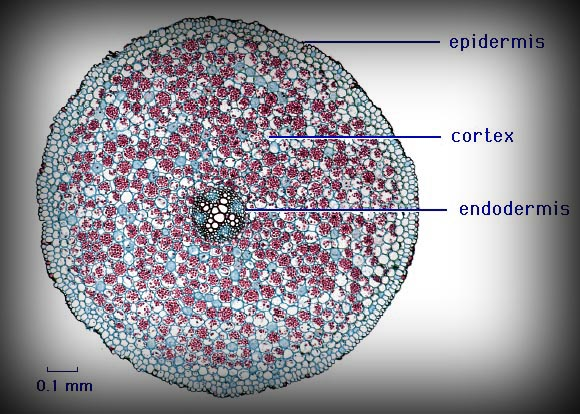 epidermis
cortex
endodermis
0.1 mm